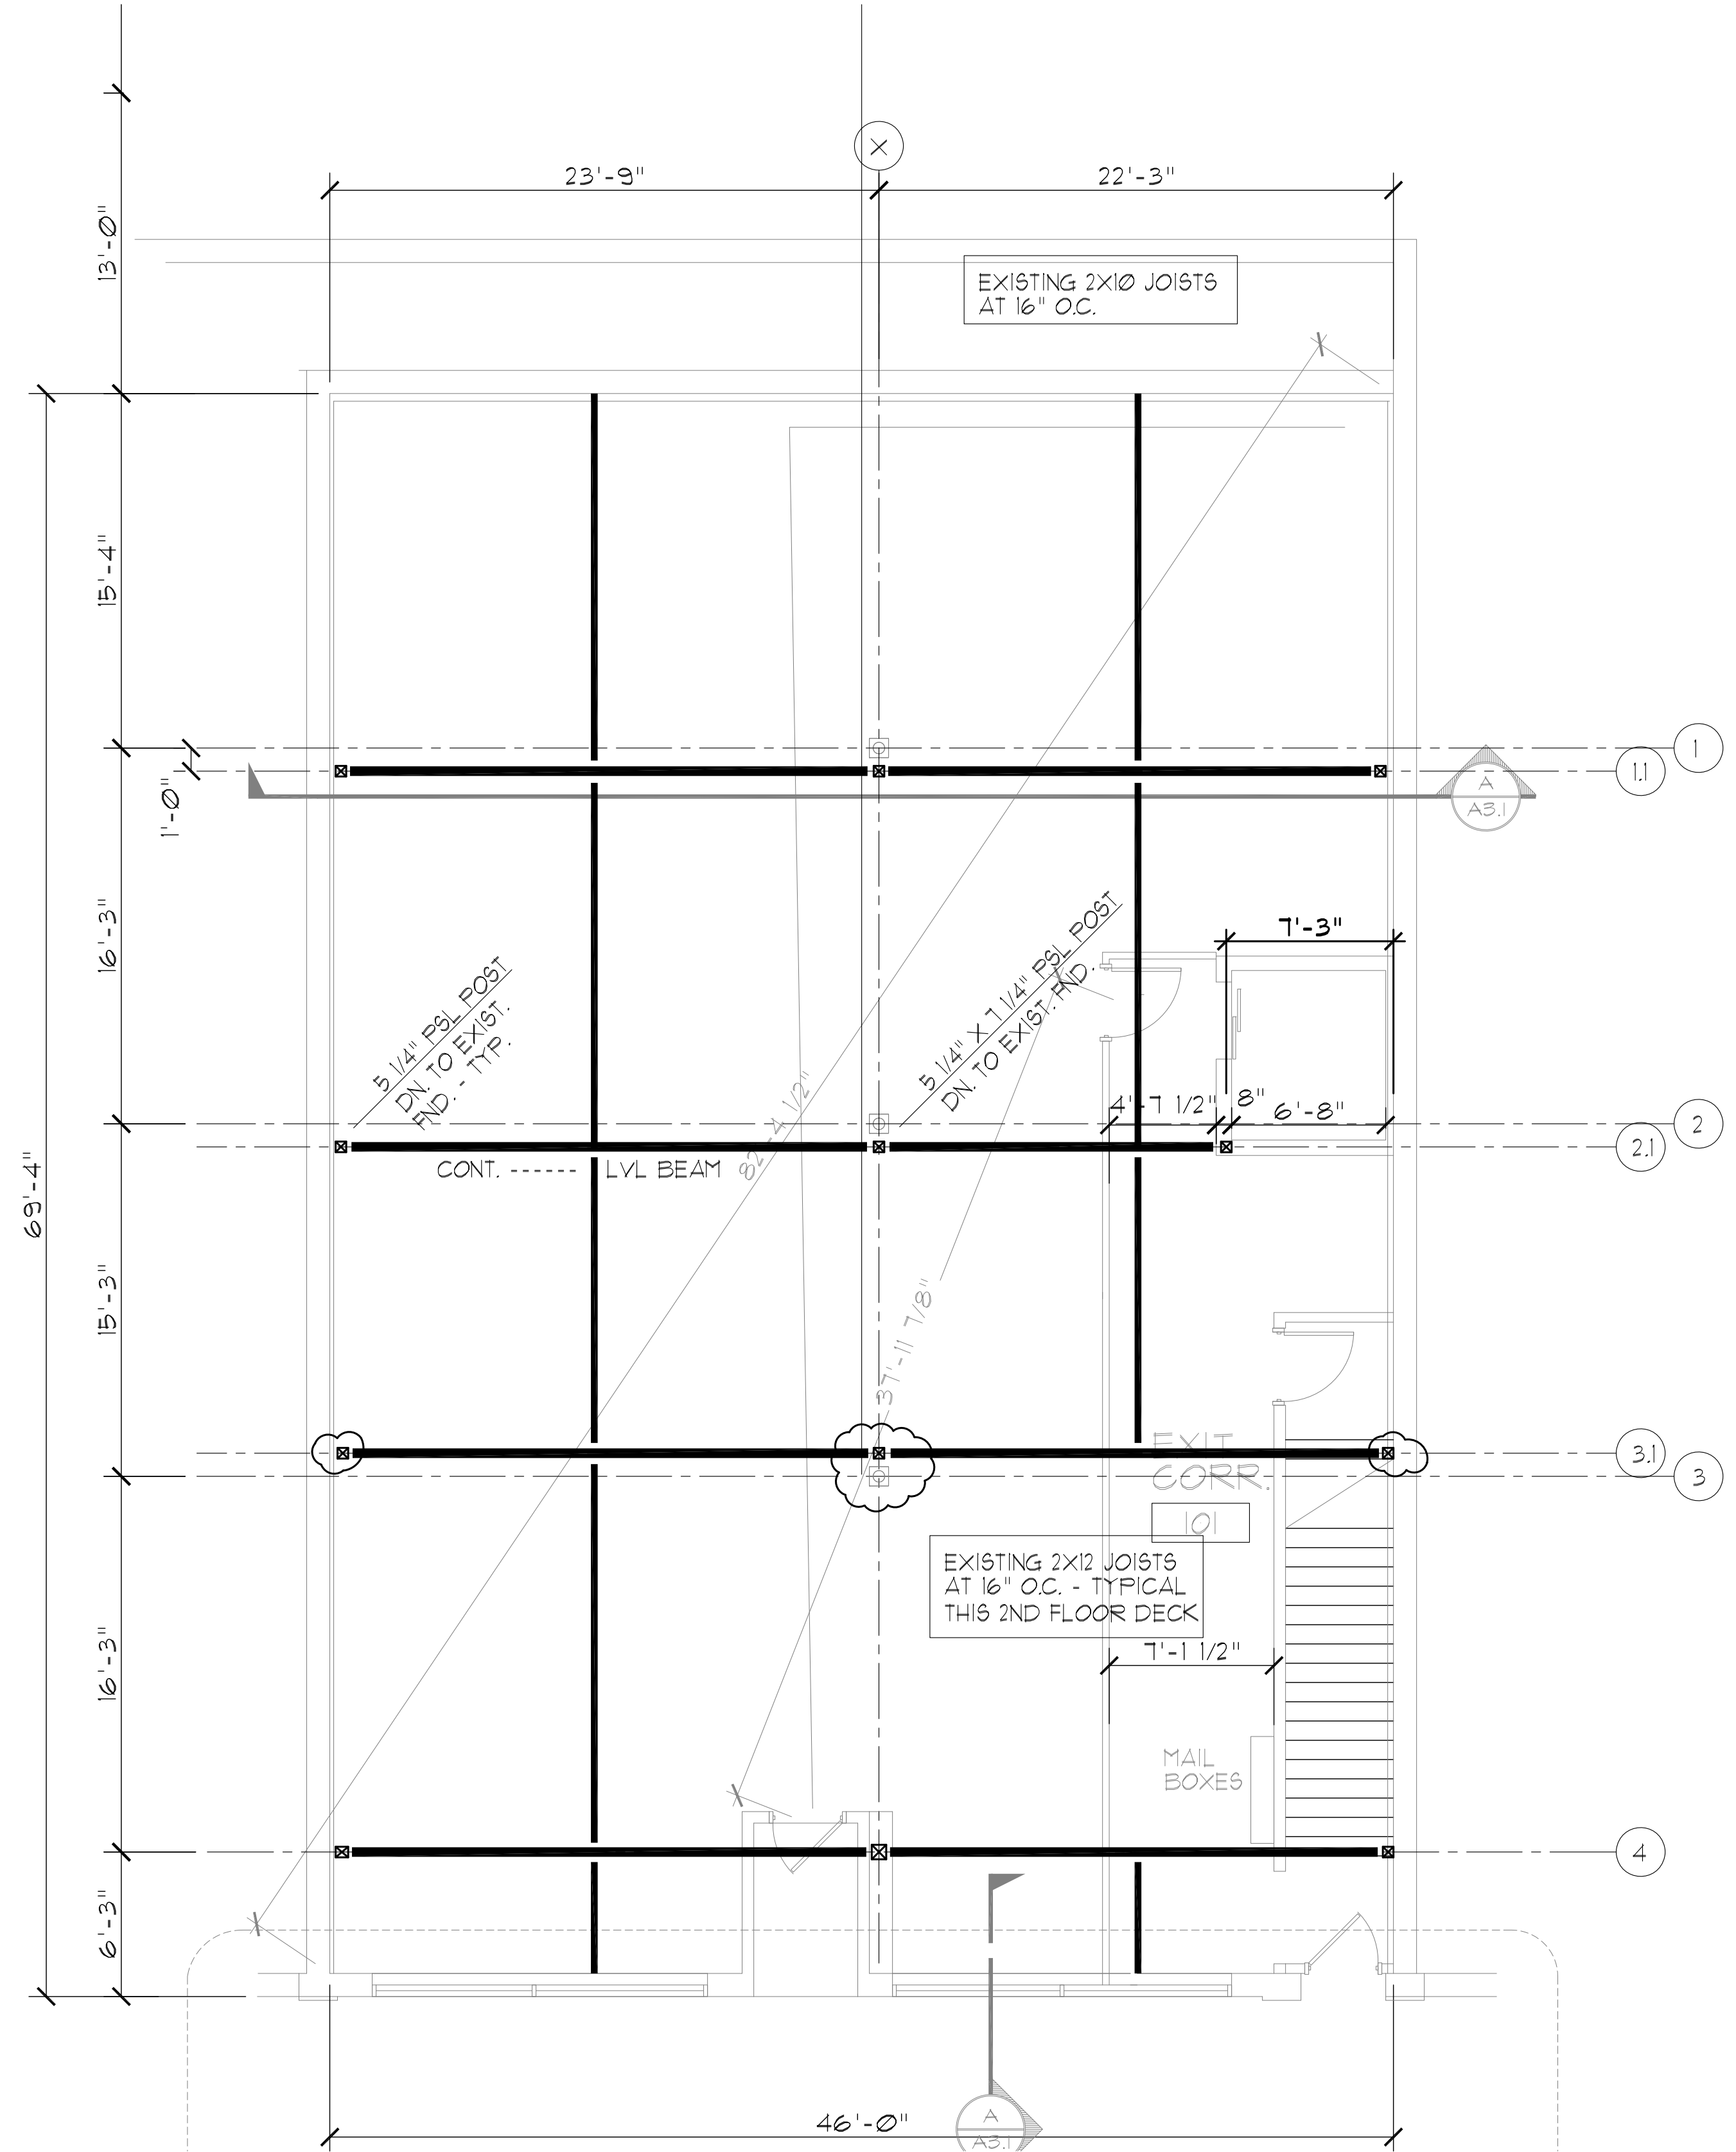 X
23'-9"
22'-3"
13'-0"
EXISTING 2X10 JOISTS
AT 16" O.C.
15'-4"
1
1.1
1'-0"
A
A3.1
16'-3"
7'-3"
5 1/4" PSL POST
DN. TO EXIST.
FND. - TYP.
5 1/4" X 7 1/4" PSL POST
DN. TO EXIST. FND.
4'-7 1/2"
8"
6'-8"
2
2.1
CONT. ------ LVL BEAM
82'-4 1/2"
69'-4"
15'-3"
37'-11 7/8"
EXIT
CORR.
101
3.1
3
EXISTING 2X12 JOISTS
AT 16" O.C. - TYPICAL
THIS 2ND FLOOR DECK
7'-1 1/2"
16'-3"
MAIL
BOXES
4
6'-3"
46'-0"
A
A3.1